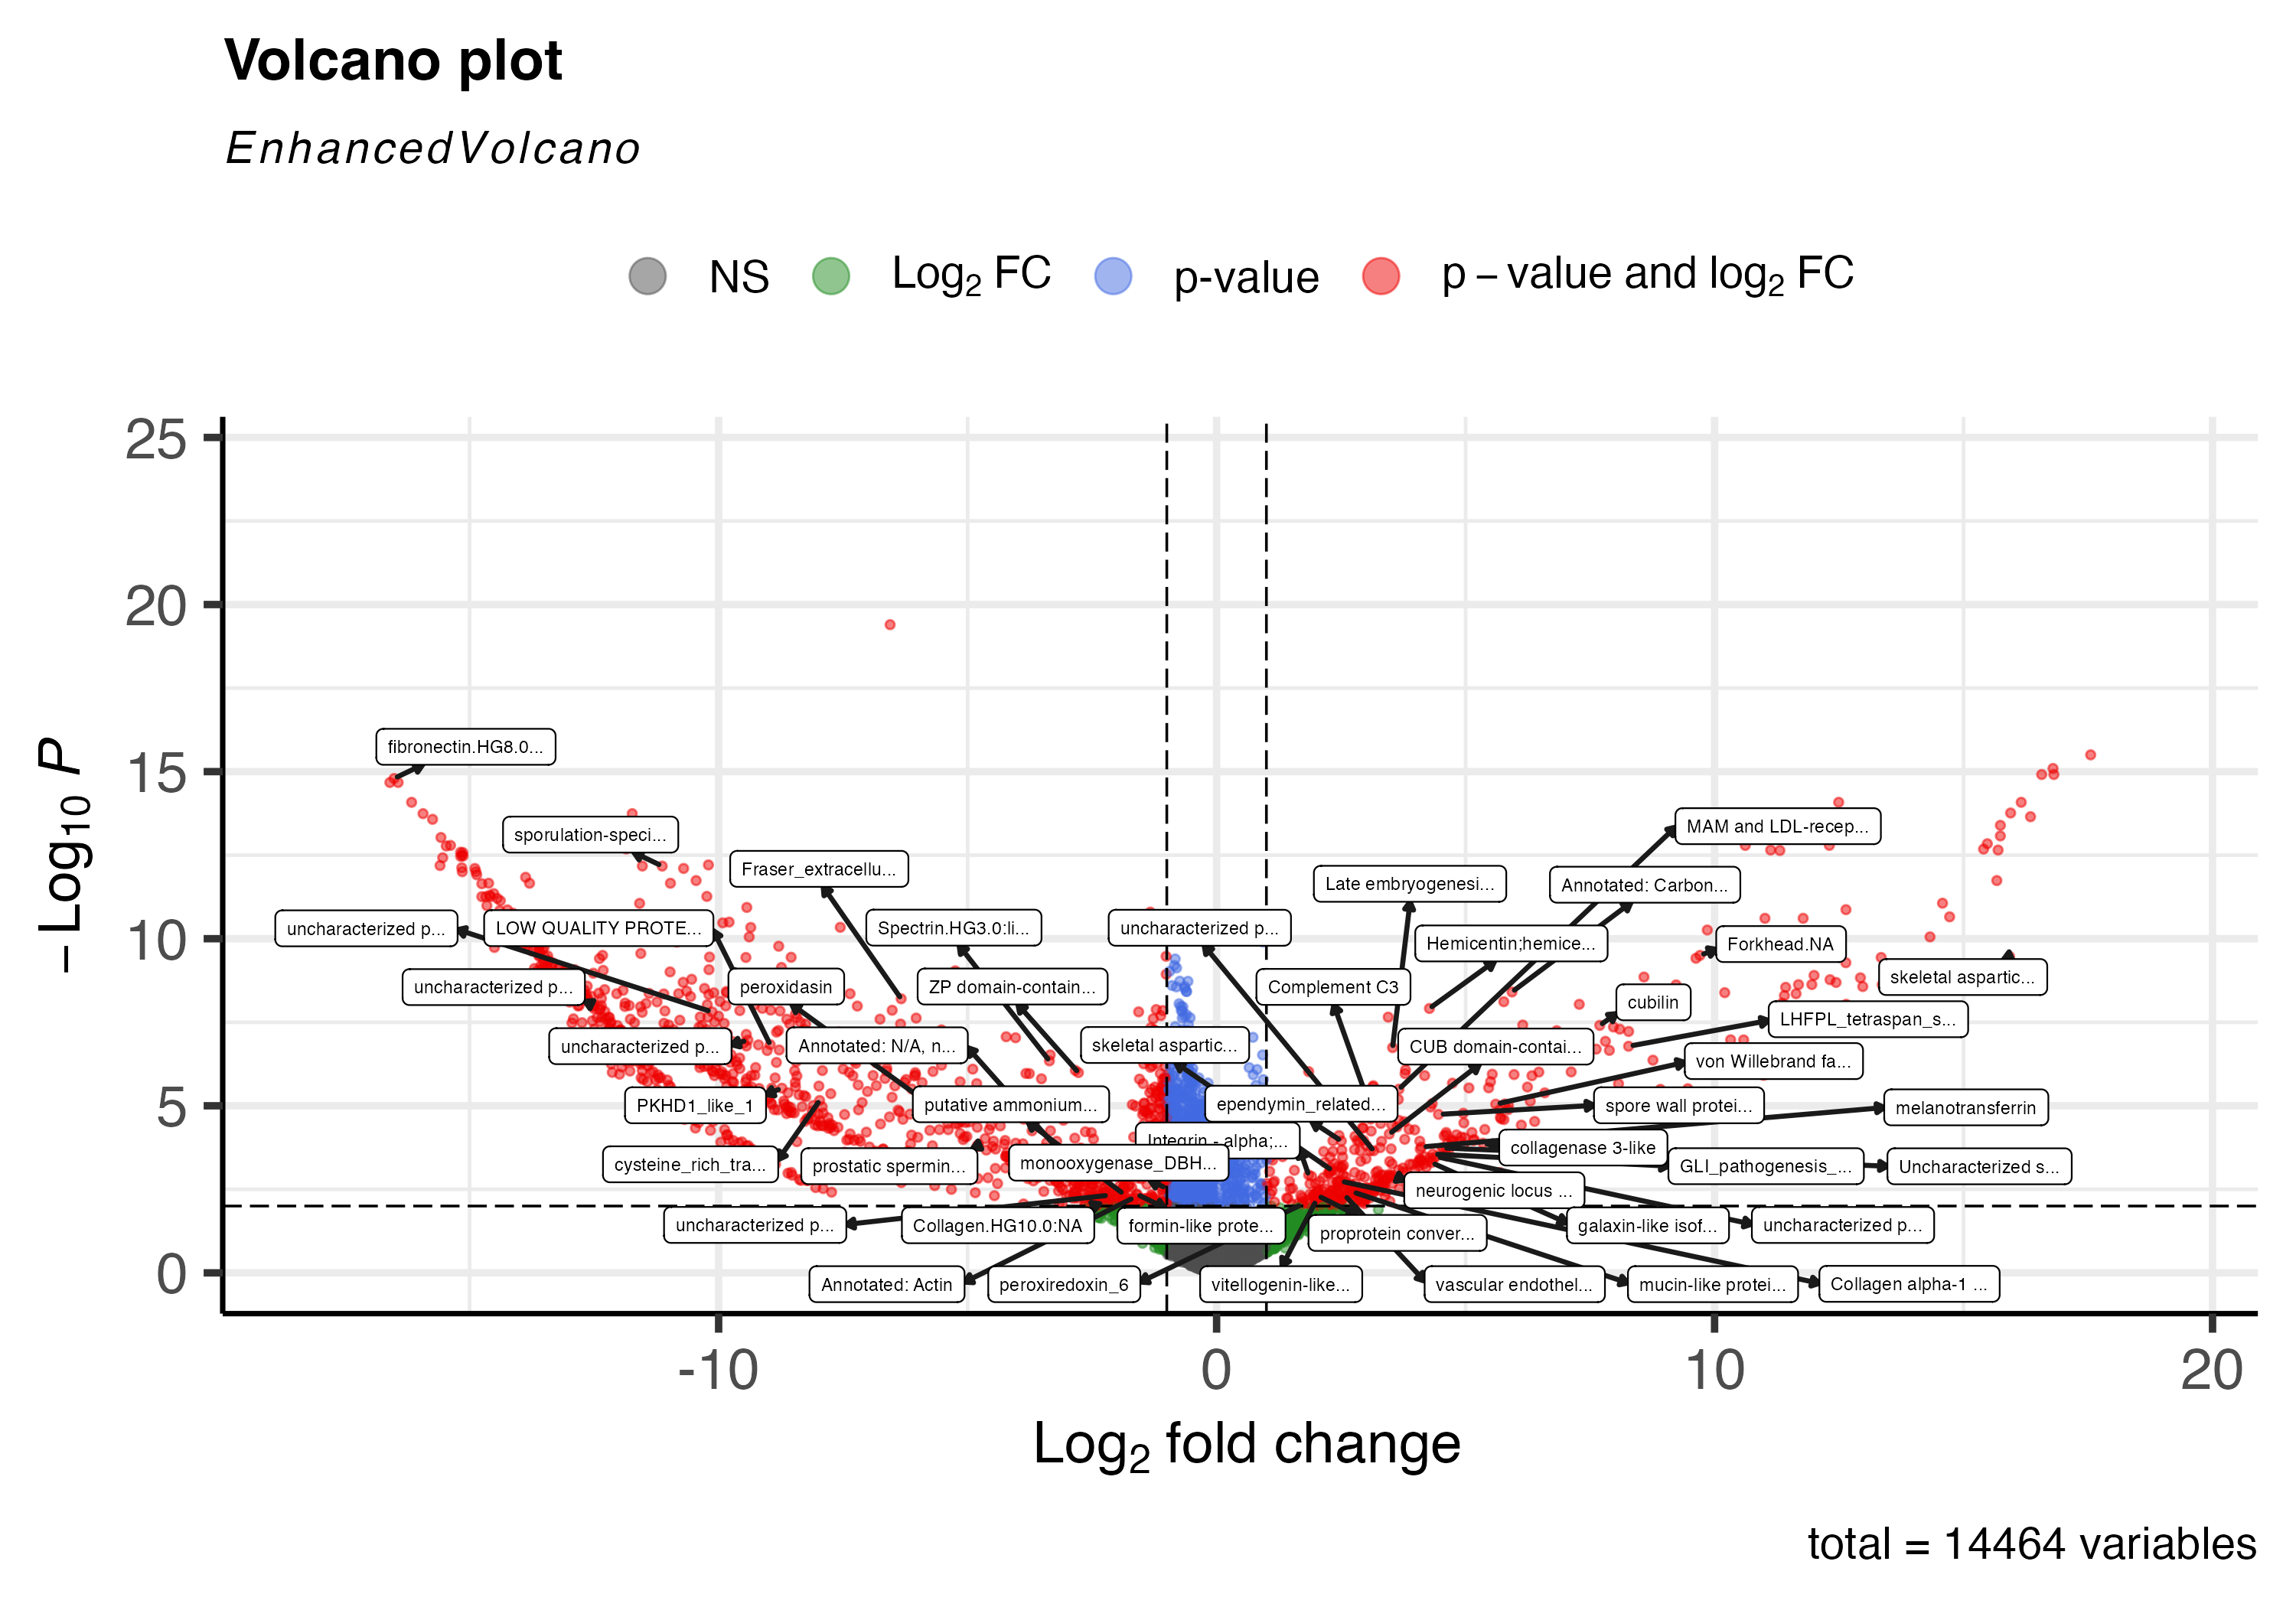 Volcano plot
EnhancedVolcano
NS Log2 FC p-value p – value and log2 FC
25
20
15
10
5
0
– Log10 P
fibronectin.HG8.0...
sporulation-speci...
MAM and LDL-recep...
Fraser_extracellu...
Late embryogenesi...
Annotated: Carbon...
uncharacterized p...
LOW QUALITY PROTE...
Spectrin.HG3.0:li...
uncharacterized p...
Hemicentin;hemice...
Forkhead.NA
skeletal aspartic...
uncharacterized p...
peroxidasin
ZP domain-contain...
Complement C3
cubilin
LHFPL_tetraspan_s...
uncharacterized p...
Annotated: N/A, n...
skeletal aspartic...
CUB domain-contai...
von Willebrand fa...
PKHD1_like_1
putative ammonium...
ependymin_related...
spore wall protei...
melanotransferrin
Integrin - alpha;...
collagenase 3-like
cysteine_rich_tra...
prostatic spermin...
monooxygenase_DBH...
GLI_pathogenesis_...
Uncharacterized s...
neurogenic locus ...
uncharacterized p...
Collagen.HG10.0:NA
formin-like prote...
proprotein conver...
galaxin-like isof...
uncharacterized p...
Annotated: Actin
peroxiredoxin_6
vitellogenin-like...
vascular endothel...
mucin-like protei...
Collagen alpha-1 ...
-10 0 10 20
Log2 fold change
total = 14464 variables